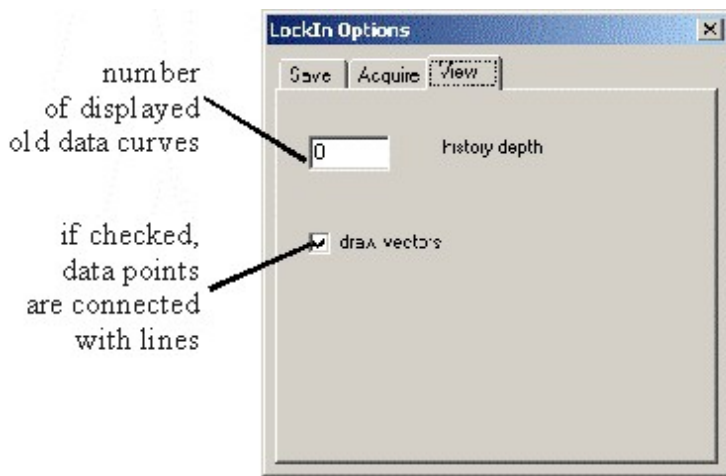 LockIn Options
Save Acquire View
number
of displayed
old data curves
0 history depth
if checked,
data points
are connected
with lines
draw vectors